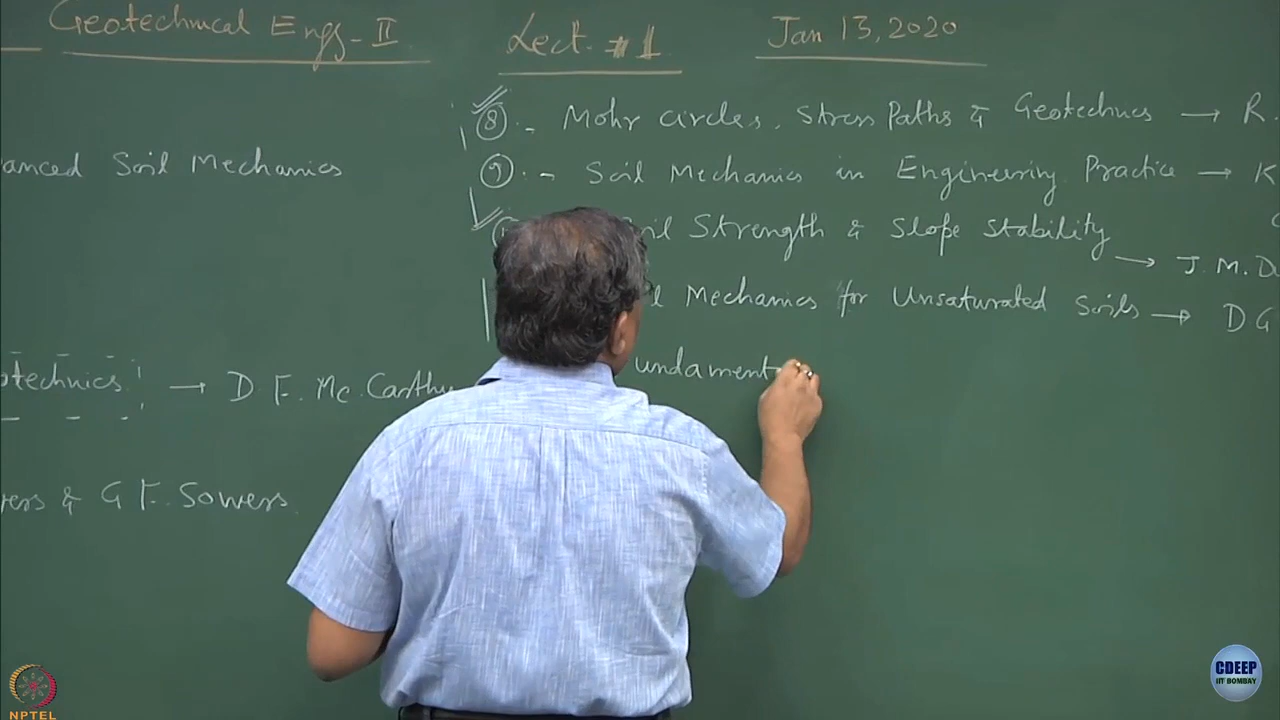 Geotechnical Engg- II
Lect. #1
Jan 13, 2020
anced Soil Mechanics
otechnics → D F. Mc. Carthy
ers & G F. Sowers
8 :- Mohr circles, Stress Paths & Geotechnics → R.
9 :- Soil Mechanics in Engineering Practice → K
il Strength & Slope Stability
→ J. M. D
l Mechanics for Unsaturated Soils → D G
undament
NPTEL
CDEEP
IIT BOMBAY